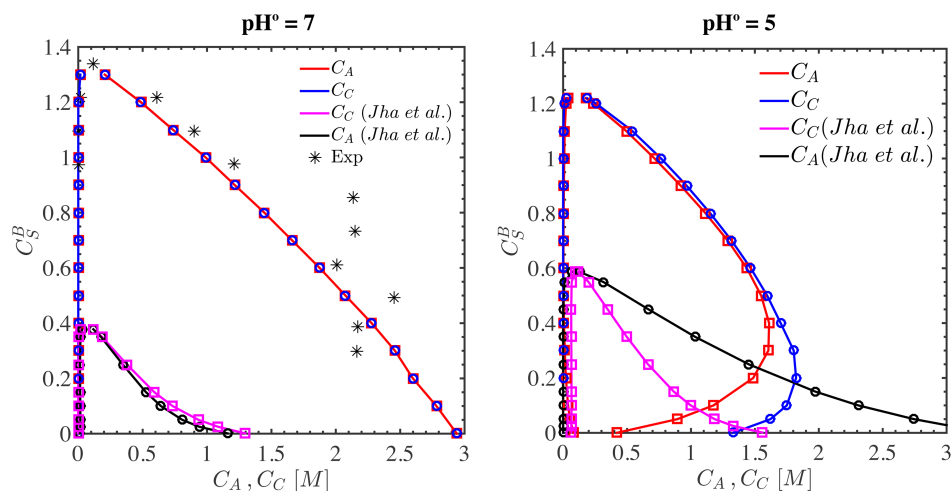 pH° = 7
1.4
1.2
1
0.8
0.6
0.4
0.2
0
0
0.5
1
1.5
2
2.5
3
C_S^B
C_A , C_C [M]
C_A
C_C
C_C (Jha et al.)
C_A (Jha et al.)
Exp
pH° = 5
1.4
1.2
1
0.8
0.6
0.4
0.2
0
0
0.5
1
1.5
2
2.5
3
C_S^B
C_A , C_C [M]
C_A
C_C
C_C(Jha et al.)
C_A(Jha et al.)